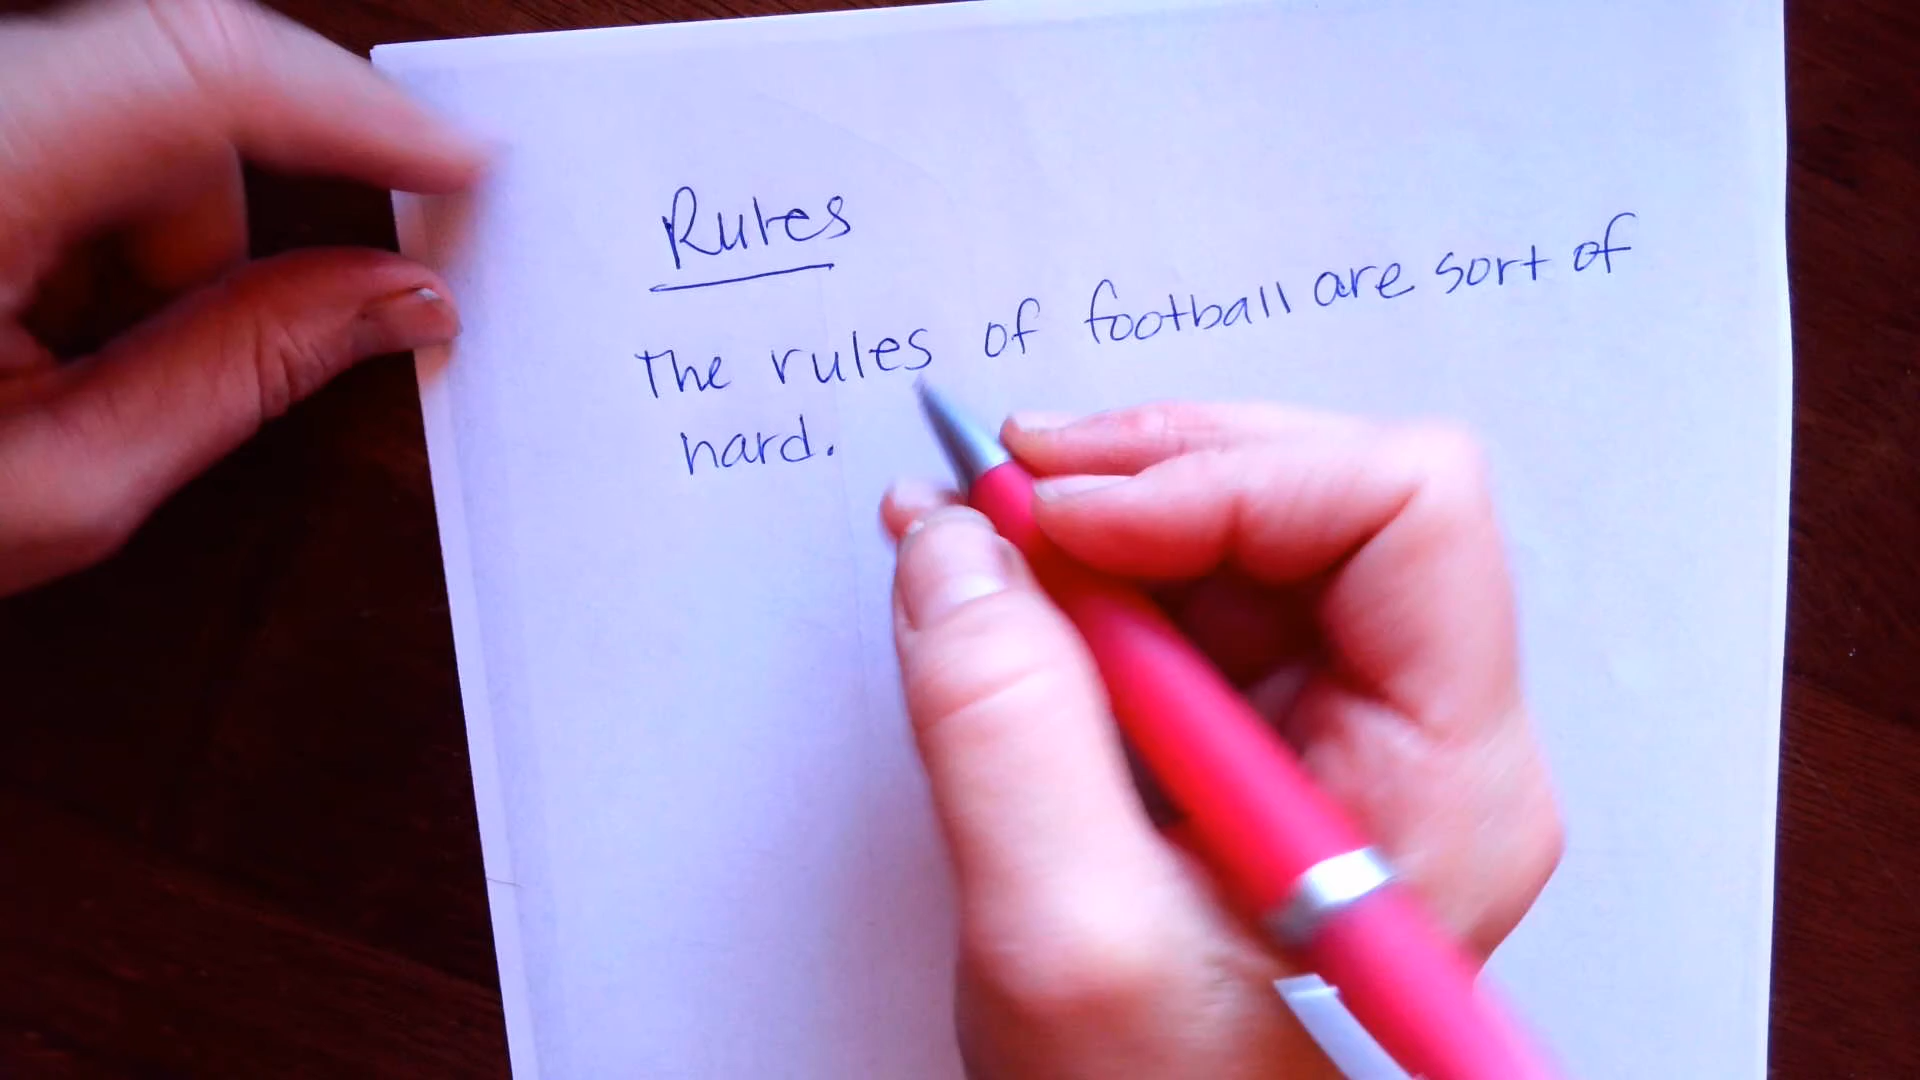 Rules
The rules of football are sort of
hard.